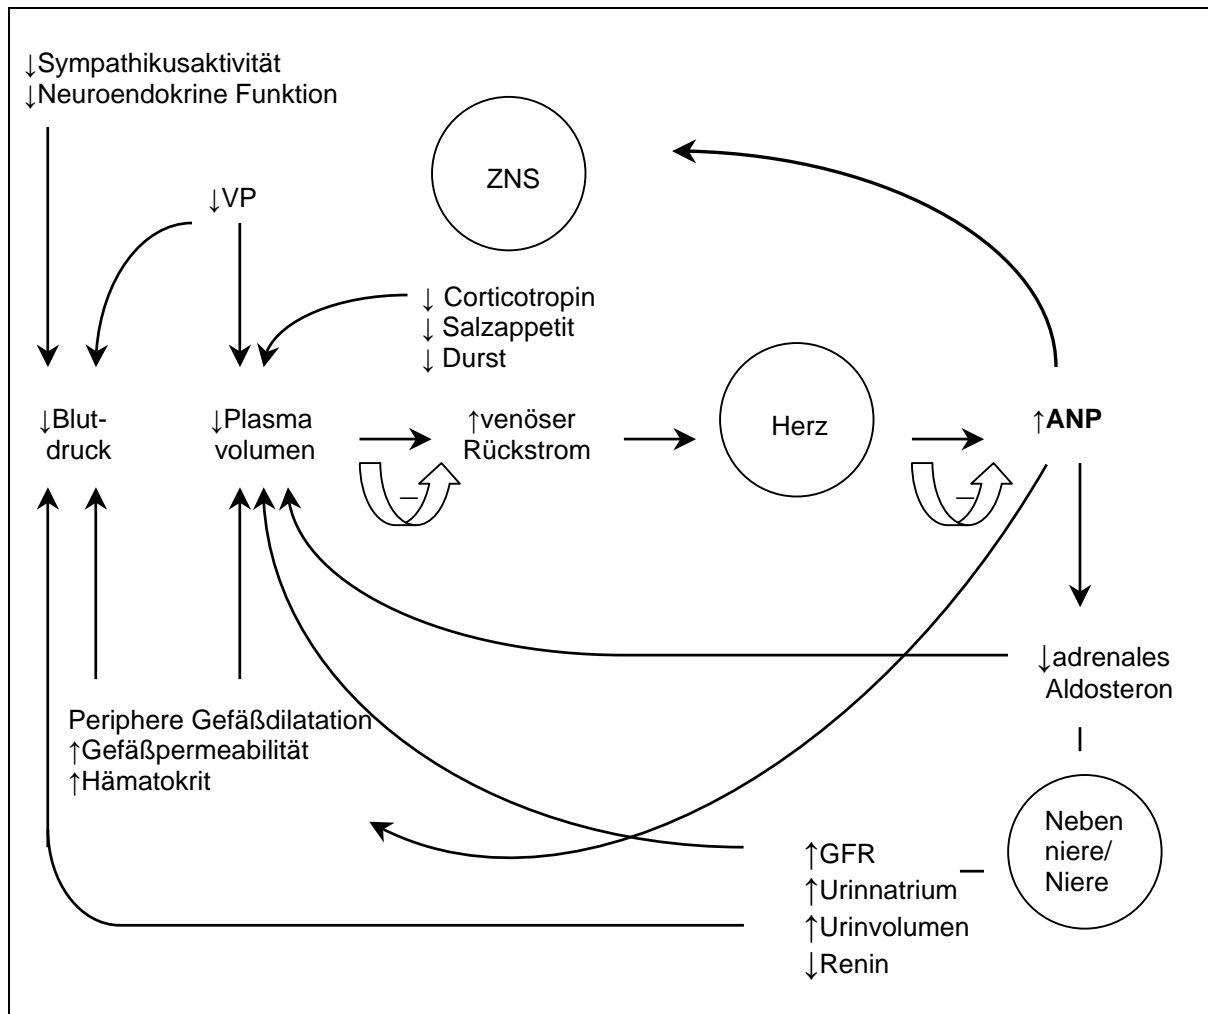 ↓Sympathikusaktivität
↓Neuroendokrine Funktion
ZNS
↓VP
↓ Corticotropin
↓ Salzappetit
↓ Durst
↓Blut-
druck
↓Plasma
volumen
↑venöser
Rückstrom
Herz
↑ANP
–
–
↓adrenales
Aldosteron
Periphere Gefäßdilatation
↑Gefäßpermeabilität
↑Hämatokrit
Neben
niere/
Niere
↑GFR
↑Urinnatrium
↑Urinvolumen
↓Renin